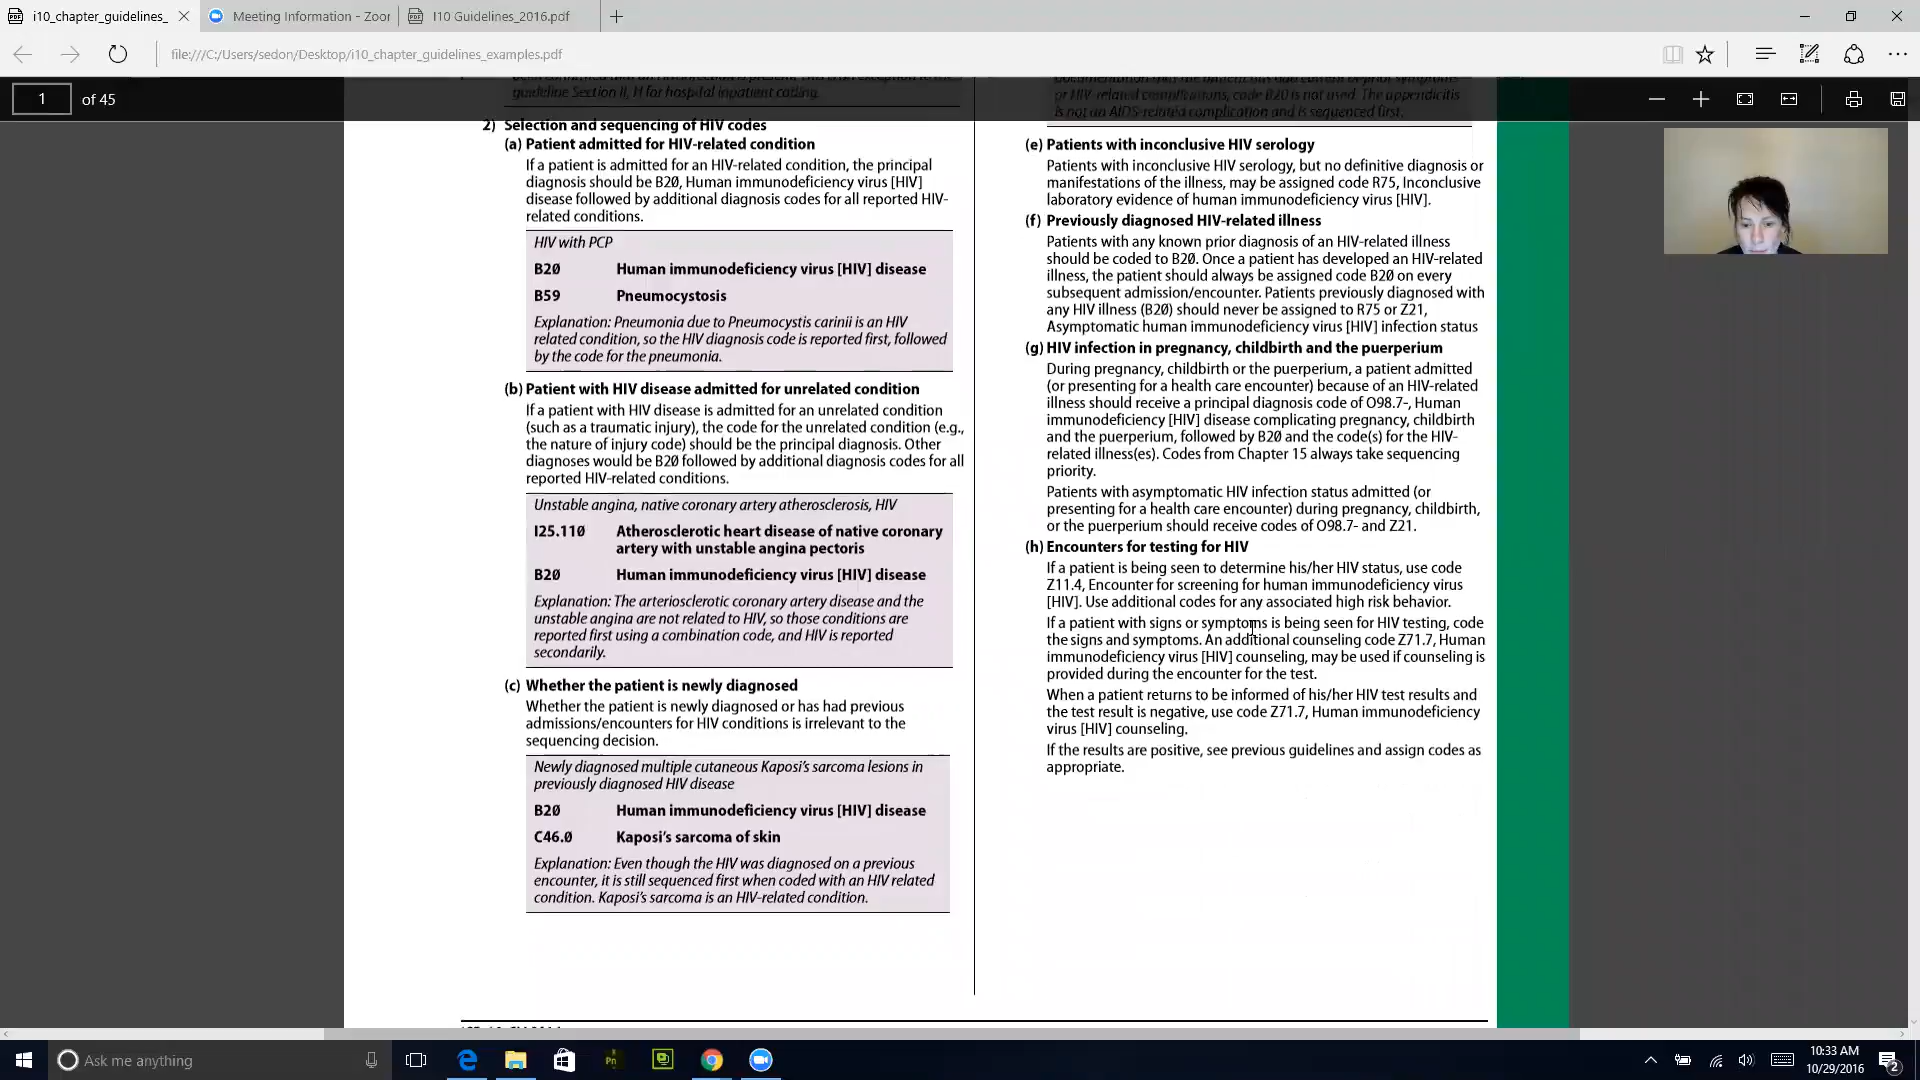 i10_chapter_guidelines_
Meeting Information - Zoor
I10 Guidelines_2016.pdf
file:///C:/Users/sedon/Desktop/i10_chapter_guidelines_examples.pdf
1 of 45
guideline Section II, H for hospital inpatient coding.
2) Selection and sequencing of HIV codes
(a) Patient admitted for HIV-related condition
If a patient is admitted for an HIV-related condition, the principal
diagnosis should be B20, Human immunodeficiency virus [HIV]
disease followed by additional diagnosis codes for all reported HIV-
related conditions.
HIV with PCP
B20 Human immunodeficiency virus [HIV] disease
B59 Pneumocystosis
Explanation: Pneumonia due to Pneumocystis carinii is an HIV
related condition, so the HIV diagnosis code is reported first, followed
by the code for the pneumonia.
(b) Patient with HIV disease admitted for unrelated condition
If a patient with HIV disease is admitted for an unrelated condition
(such as a traumatic injury), the code for the unrelated condition (e.g.,
the nature of injury code) should be the principal diagnosis. Other
diagnoses would be B20 followed by additional diagnosis codes for all
reported HIV-related conditions.
Unstable angina, native coronary artery atherosclerosis, HIV
I25.110 Atherosclerotic heart disease of native coronary
artery with unstable angina pectoris
B20 Human immunodeficiency virus [HIV] disease
Explanation: The arteriosclerotic coronary artery disease and the
unstable angina are not related to HIV, so those conditions are
reported first using a combination code, and HIV is reported
secondarily.
(c) Whether the patient is newly diagnosed
Whether the patient is newly diagnosed or has had previous
admissions/encounters for HIV conditions is irrelevant to the
sequencing decision.
Newly diagnosed multiple cutaneous Kaposi's sarcoma lesions in
previously diagnosed HIV disease
B20 Human immunodeficiency virus [HIV] disease
C46.0 Kaposi's sarcoma of skin
Explanation: Even though the HIV was diagnosed on a previous
encounter, it is still sequenced first when coded with an HIV related
condition. Kaposi's sarcoma is an HIV-related condition.
or HIV-related complications, code B20 is not used. The appendicitis
is not an AIDS-related complication and is sequenced first.
(e) Patients with inconclusive HIV serology
Patients with inconclusive HIV serology, but no definitive diagnosis or
manifestations of the illness, may be assigned code R75, Inconclusive
laboratory evidence of human immunodeficiency virus [HIV].
(f) Previously diagnosed HIV-related illness
Patients with any known prior diagnosis of an HIV-related illness
should be coded to B20. Once a patient has developed an HIV-related
illness, the patient should always be assigned code B20 on every
subsequent admission/encounter. Patients previously diagnosed with
any HIV illness (B20) should never be assigned to R75 or Z21,
Asymptomatic human immunodeficiency virus [HIV] infection status
(g) HIV infection in pregnancy, childbirth and the puerperium
During pregnancy, childbirth or the puerperium, a patient admitted
(or presenting for a health care encounter) because of an HIV-related
illness should receive a principal diagnosis code of O98.7-, Human
immunodeficiency [HIV] disease complicating pregnancy, childbirth
and the puerperium, followed by B20 and the code(s) for the HIV-
related illness(es). Codes from Chapter 15 always take sequencing
priority.
Patients with asymptomatic HIV infection status admitted (or
presenting for a health care encounter) during pregnancy, childbirth,
or the puerperium should receive codes of O98.7- and Z21.
(h) Encounters for testing for HIV
If a patient is being seen to determine his/her HIV status, use code
Z11.4, Encounter for screening for human immunodeficiency virus
[HIV]. Use additional codes for any associated high risk behavior.
If a patient with signs or symptoms is being seen for HIV testing, code
the signs and symptoms. An additional counseling code Z71.7, Human
immunodeficiency virus [HIV] counseling, may be used if counseling is
provided during the encounter for the test.
When a patient returns to be informed of his/her HIV test results and
the test result is negative, use code Z71.7, Human immunodeficiency
virus [HIV] counseling.
If the results are positive, see previous guidelines and assign codes as
appropriate.
Ask me anything
10:33 AM
10/29/2016
2